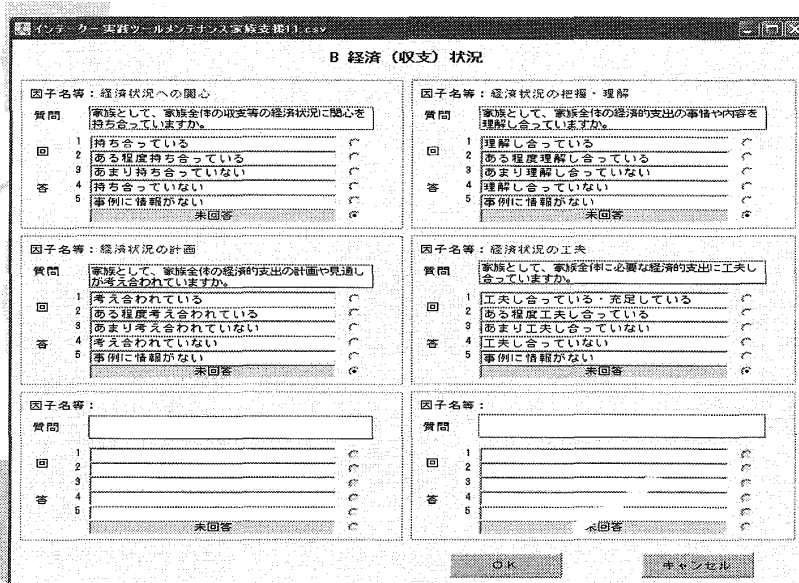 インテーク―実践ツールメンテナンス家族支援11.csv
B 経済（収支）状況
因子名等：経済状況への関心
質問
家族として、家族全体の収支等の経済状況に関心を
持ち合っていますか。
回
答
1 持ち合っている
2 ある程度持ち合っている
3 あまり持ち合っていない
4 持ち合っていない
5 事例に情報がない
未回答
因子名等：経済状況の把握・理解
質問
家族として、家族全体の経済的支出の事情や内容を
理解し合っていますか。
回
答
1 理解し合っている
2 ある程度理解し合っている
3 あまり理解し合っていない
4 理解し合っていない
5 事例に情報がない
未回答
因子名等：経済状況の計画
質問
家族として、家族全体の経済的支出の計画や見通し
が考え合われていますか。
回
答
1 考え合われている
2 ある程度考え合われている
3 あまり考え合われていない
4 考え合われていない
5 事例に情報がない
未回答
因子名等：経済状況の工夫
質問
家族として、家族全体に必要な経済的支出に工夫し
合っていますか。
回
答
1 工夫し合っている・充足している
2 ある程度工夫し合っている
3 あまり工夫し合っていない
4 工夫し合っていない
5 事例に情報がない
未回答
因子名等：
質問
回
答
1
2
3
4
5
未回答
因子名等：
質問
回
答
1
2
3
4
5
未回答
OK
キャンセル